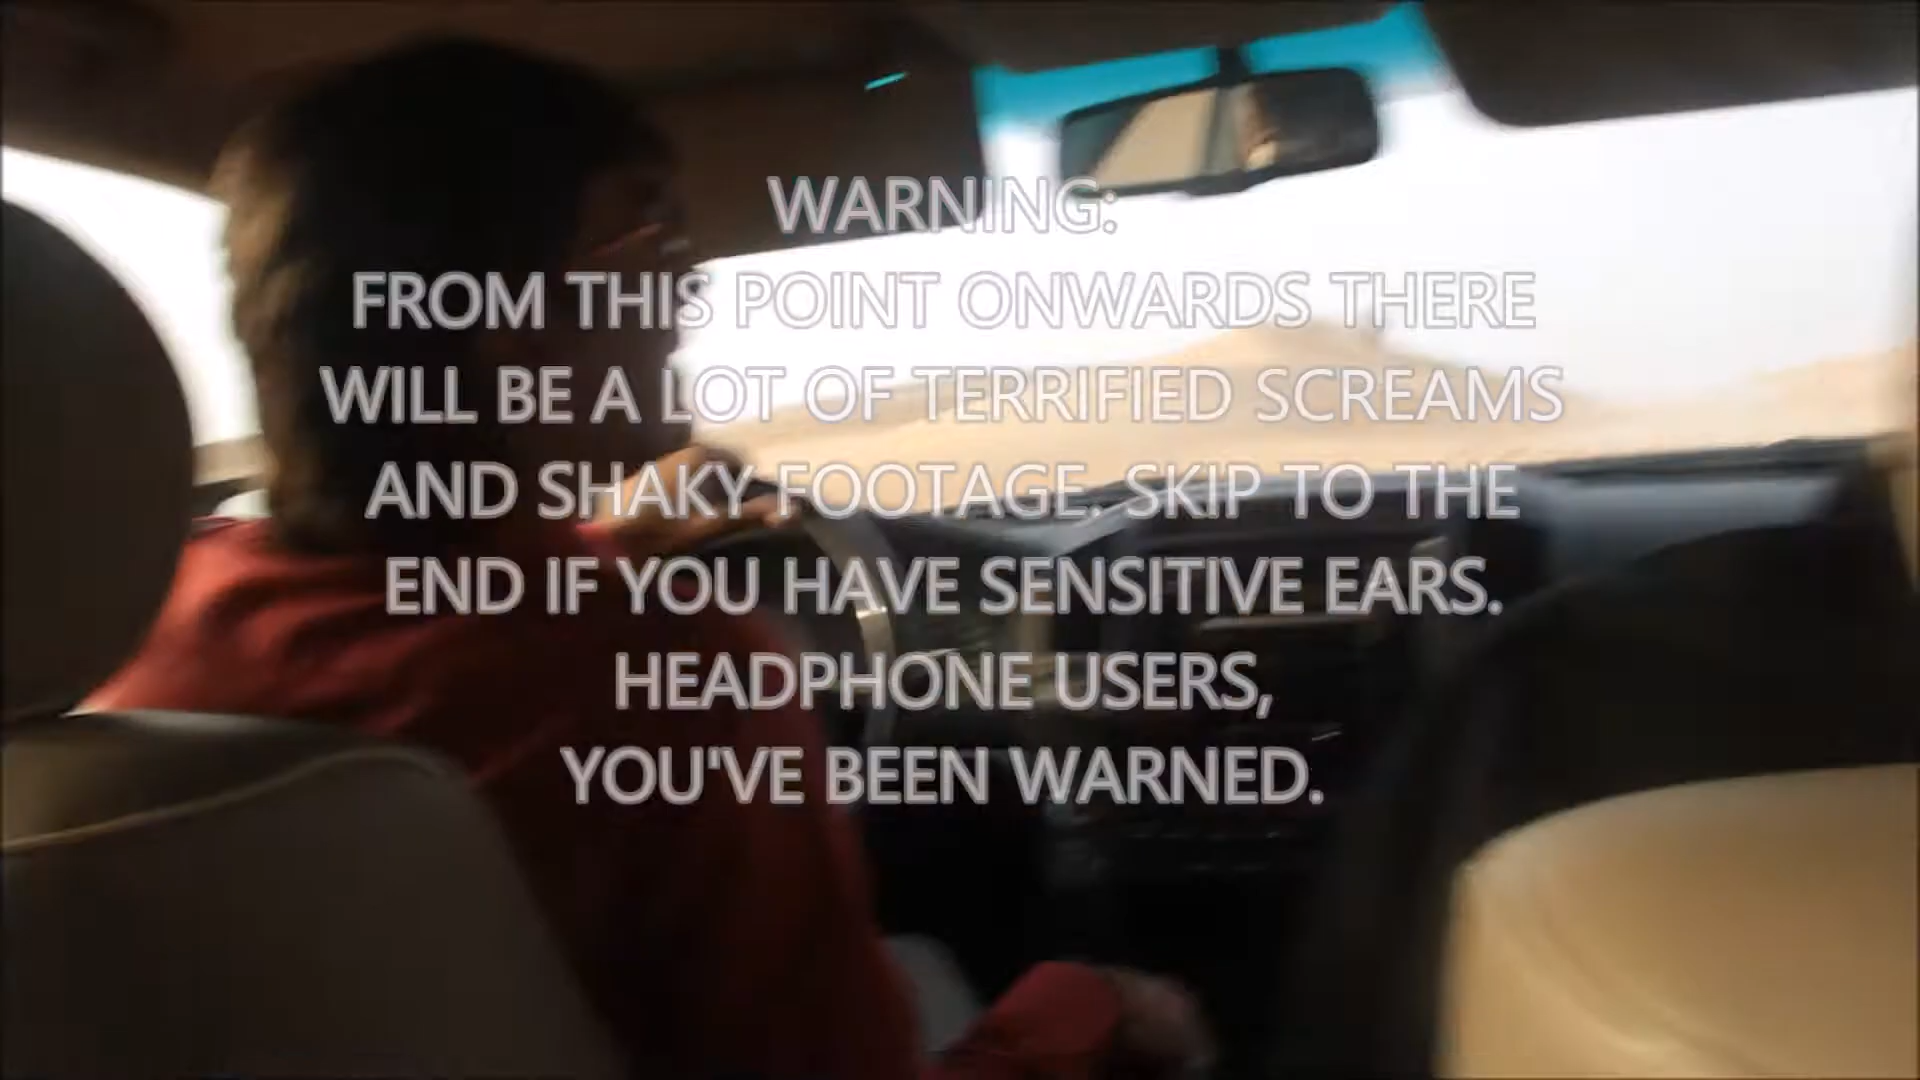 WARNING:
FROM THIS POINT ONWARDS THERE
WILL BE A LOT OF TERRIFIED SCREAMS
AND SHAKY FOOTAGE. SKIP TO THE
END IF YOU HAVE SENSITIVE EARS.
HEADPHONE USERS,
YOU'VE BEEN WARNED.